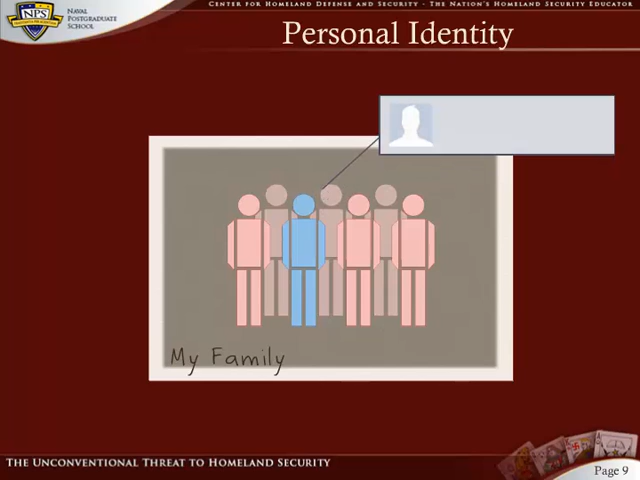 Center for Homeland Defense and Security - The Nation's Homeland Security Educator
NPS
Naval
Postgraduate
School
Personal Identity
My Family
The Unconventional Threat to Homeland Security
Page 9